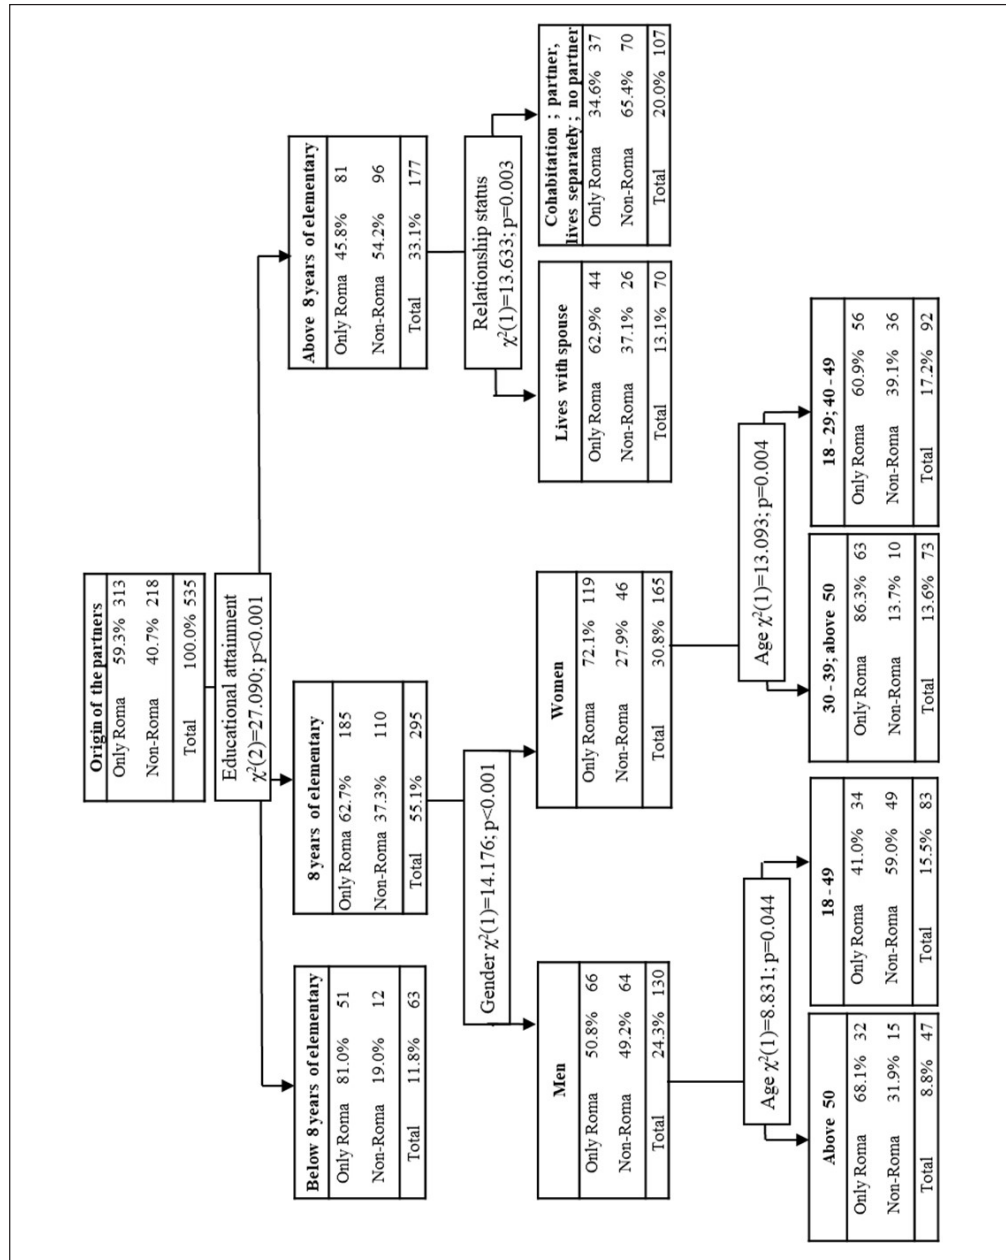 Origin of the partners
Only Roma 59.3% 313
Non-Roma 40.7% 218
Total 100.0% 535
Educational attainment
χ²(2)=27.090; p<0.001
Below 8 years of elementary
Only Roma 81.0% 51
Non-Roma 19.0% 12
Total 11.8% 63
8 years of elementary
Only Roma 62.7% 185
Non-Roma 37.3% 110
Total 55.1% 295
Above 8 years of elementary
Only Roma 45.8% 81
Non-Roma 54.2% 96
Total 33.1% 177
Gender χ²(1)=14.176; p<0.001
Relationship status
χ²(1)=13.633; p=0.003
Men
Only Roma 50.8% 66
Non-Roma 49.2% 64
Total 24.3% 130
Women
Only Roma 72.1% 119
Non-Roma 27.9% 46
Total 30.8% 165
Lives with spouse
Only Roma 62.9% 44
Non-Roma 37.1% 26
Total 13.1% 70
Cohabitation ; partner,
lives separately; no partner
Only Roma 34.6% 37
Non-Roma 65.4% 70
Total 20.0% 107
Age χ²(1)=8.831; p=0.044
Age χ²(1)=13.093; p=0.004
Above 50
Only Roma 68.1% 32
Non-Roma 31.9% 15
Total 8.8% 47
18 - 49
Only Roma 41.0% 34
Non-Roma 59.0% 49
Total 15.5% 83
30 - 39; above 50
Only Roma 86.3% 63
Non-Roma 13.7% 10
Total 13.6% 73
18 - 29; 40 - 49
Only Roma 60.9% 56
Non-Roma 39.1% 36
Total 17.2% 92